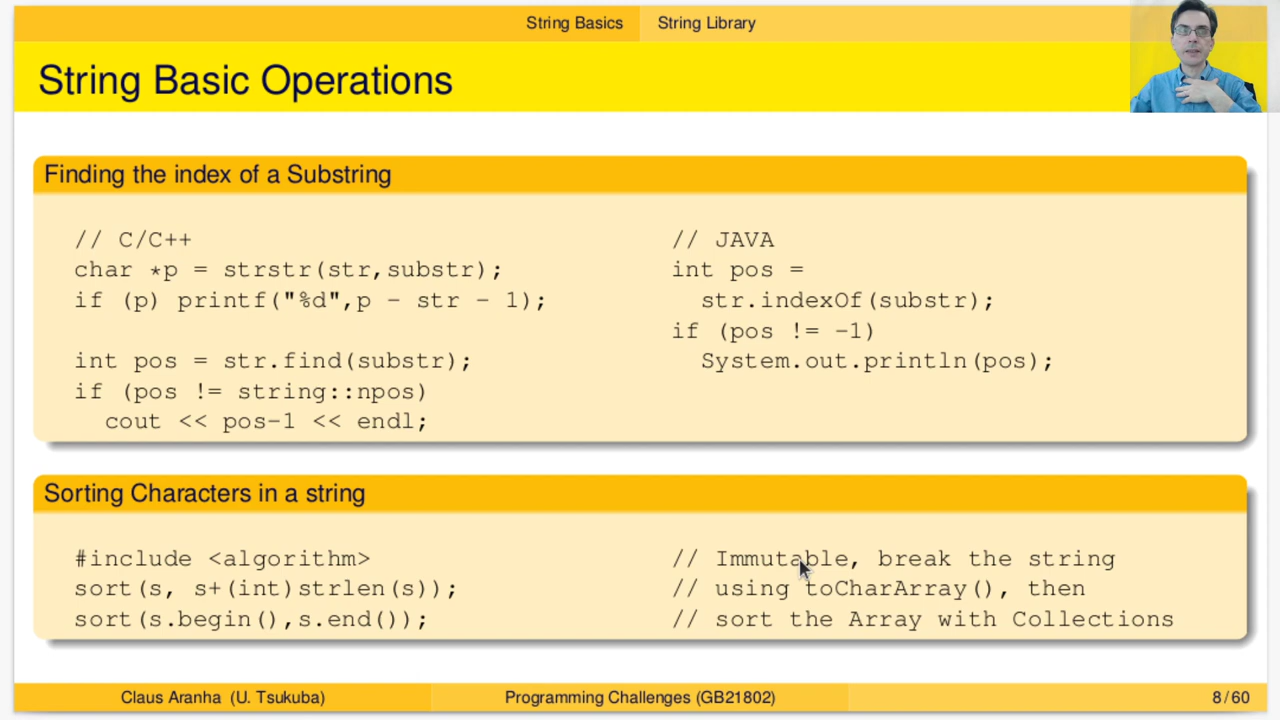 String Basics
String Library
String Basic Operations
Finding the index of a Substring
// C/C++
char *p = strstr(str,substr);
if (p) printf("%d",p - str - 1);
int pos = str.find(substr);
if (pos != string::npos)
cout << pos-1 << endl;
// JAVA
int pos =
str.indexOf(substr);
if (pos != -1)
System.out.println(pos);
Sorting Characters in a string
#include <algorithm>
sort(s, s+(int)strlen(s));
sort(s.begin(),s.end());
// Immutable, break the string
// using toCharArray(), then
// sort the Array with Collections
Claus Aranha (U. Tsukuba)
Programming Challenges (GB21802)
8/60